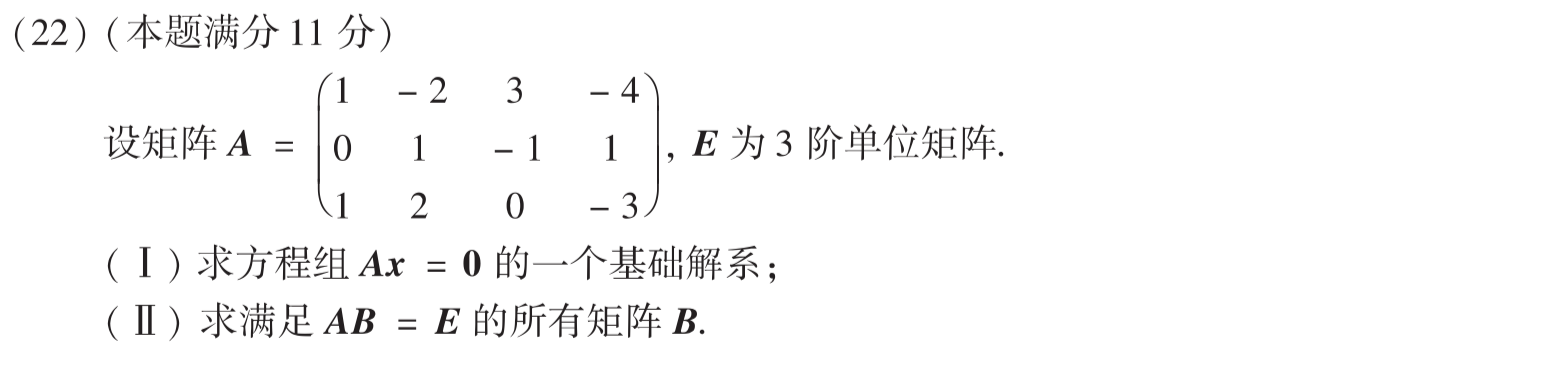 (22)(本题满分 11 分)
设矩阵 A = (1 -2 3 -4
0 1 -1 1
1 2 0 -3), E 为 3 阶单位矩阵.
(Ⅰ)求方程组 Ax = 0 的一个基础解系;
(Ⅱ)求满足 AB = E 的所有矩阵 B.